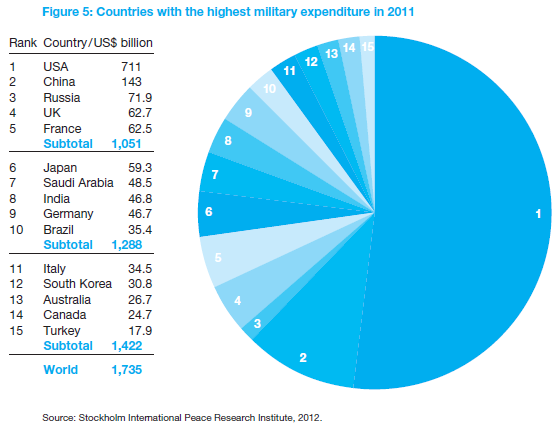 Figure 5: Countries with the highest military expenditure in 2011
Rank Country/US$ billion
1 USA 711
2 China 143
3 Russia 71.9
4 UK 62.7
5 France 62.5
Subtotal 1,051
6 Japan 59.3
7 Saudi Arabia 48.5
8 India 46.8
9 Germany 46.7
10 Brazil 35.4
Subtotal 1,288
11 Italy 34.5
12 South Korea 30.8
13 Australia 26.7
14 Canada 24.7
15 Turkey 17.9
Subtotal 1,422
World 1,735
1
2
3
4
5
6
7
8
9
10
11
12
13
14
15
Source: Stockholm International Peace Research Institute, 2012.